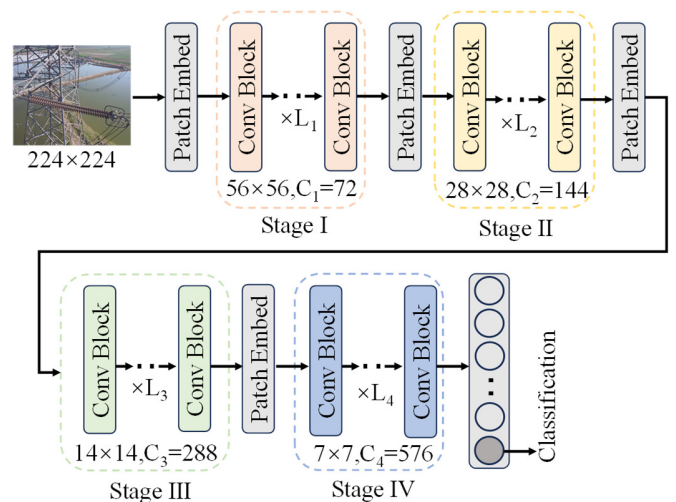 224×224
Patch Embed
Conv Block
×L₁
Conv Block
56×56,C₁=72
Stage I
Patch Embed
Conv Block
×L₂
Conv Block
28×28,C₂=144
Stage II
Patch Embed
Conv Block
×L₃
Conv Block
14×14,C₃=288
Stage III
Patch Embed
Conv Block
×L₄
Conv Block
7×7,C₄=576
Stage IV
Classification